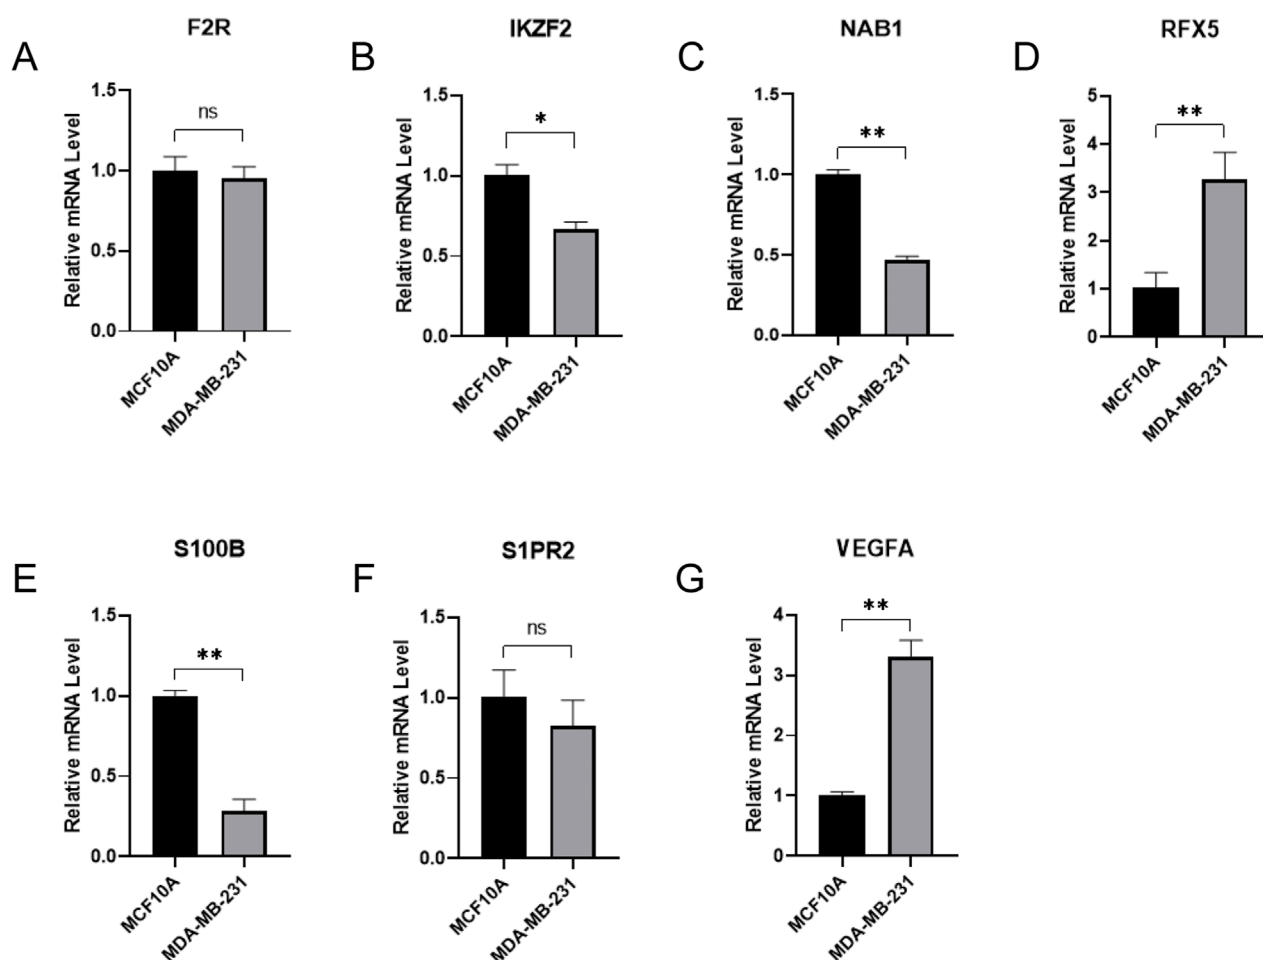 A
F2R
Relative mRNA Level
1.5
1.0
0.5
0.0
ns
MCF10A
MDA-MB-231
B
IKZF2
Relative mRNA Level
1.5
1.0
0.5
0.0
*
MCF10A
MDA-MB-231
C
NAB1
Relative mRNA Level
1.5
1.0
0.5
0.0
**
MCF10A
MDA-MB-231
D
RFX5
Relative mRNA Level
5
4
3
2
1
0
**
MCF10A
MDA-MB-231
E
S100B
Relative mRNA Level
1.5
1.0
0.5
0.0
**
MCF10A
MDA-MB-231
F
S1PR2
Relative mRNA Level
1.5
1.0
0.5
0.0
ns
MCF10A
MDA-MB-231
G
VEGFA
Relative mRNA Level
4
3
2
1
0
**
MCF10A
MDA-MB-231